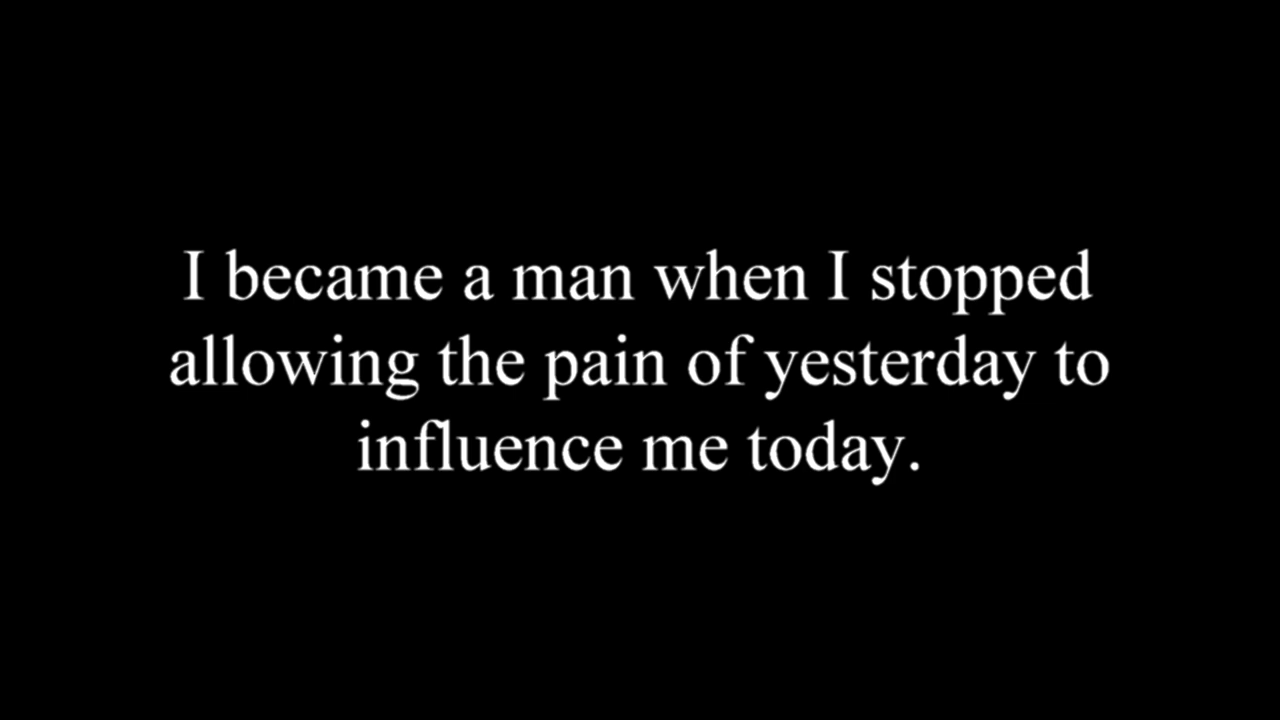 I became a man when I stopped
allowing the pain of yesterday to
influence me today.